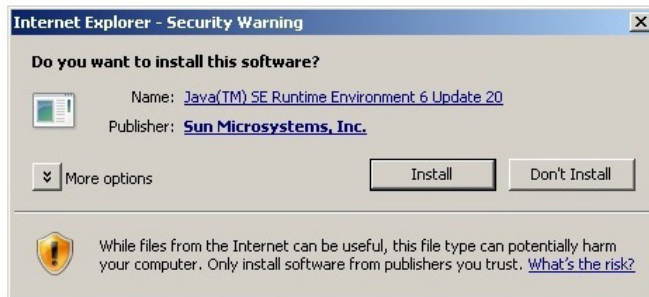 Internet Explorer - Security Warning
Do you want to install this software?
Name: Java(TM) SE Runtime Environment 6 Update 20
Publisher: Sun Microsystems, Inc.
More options
Install
Don't Install
While files from the Internet can be useful, this file type can potentially harm
your computer. Only install software from publishers you trust. What's the risk?